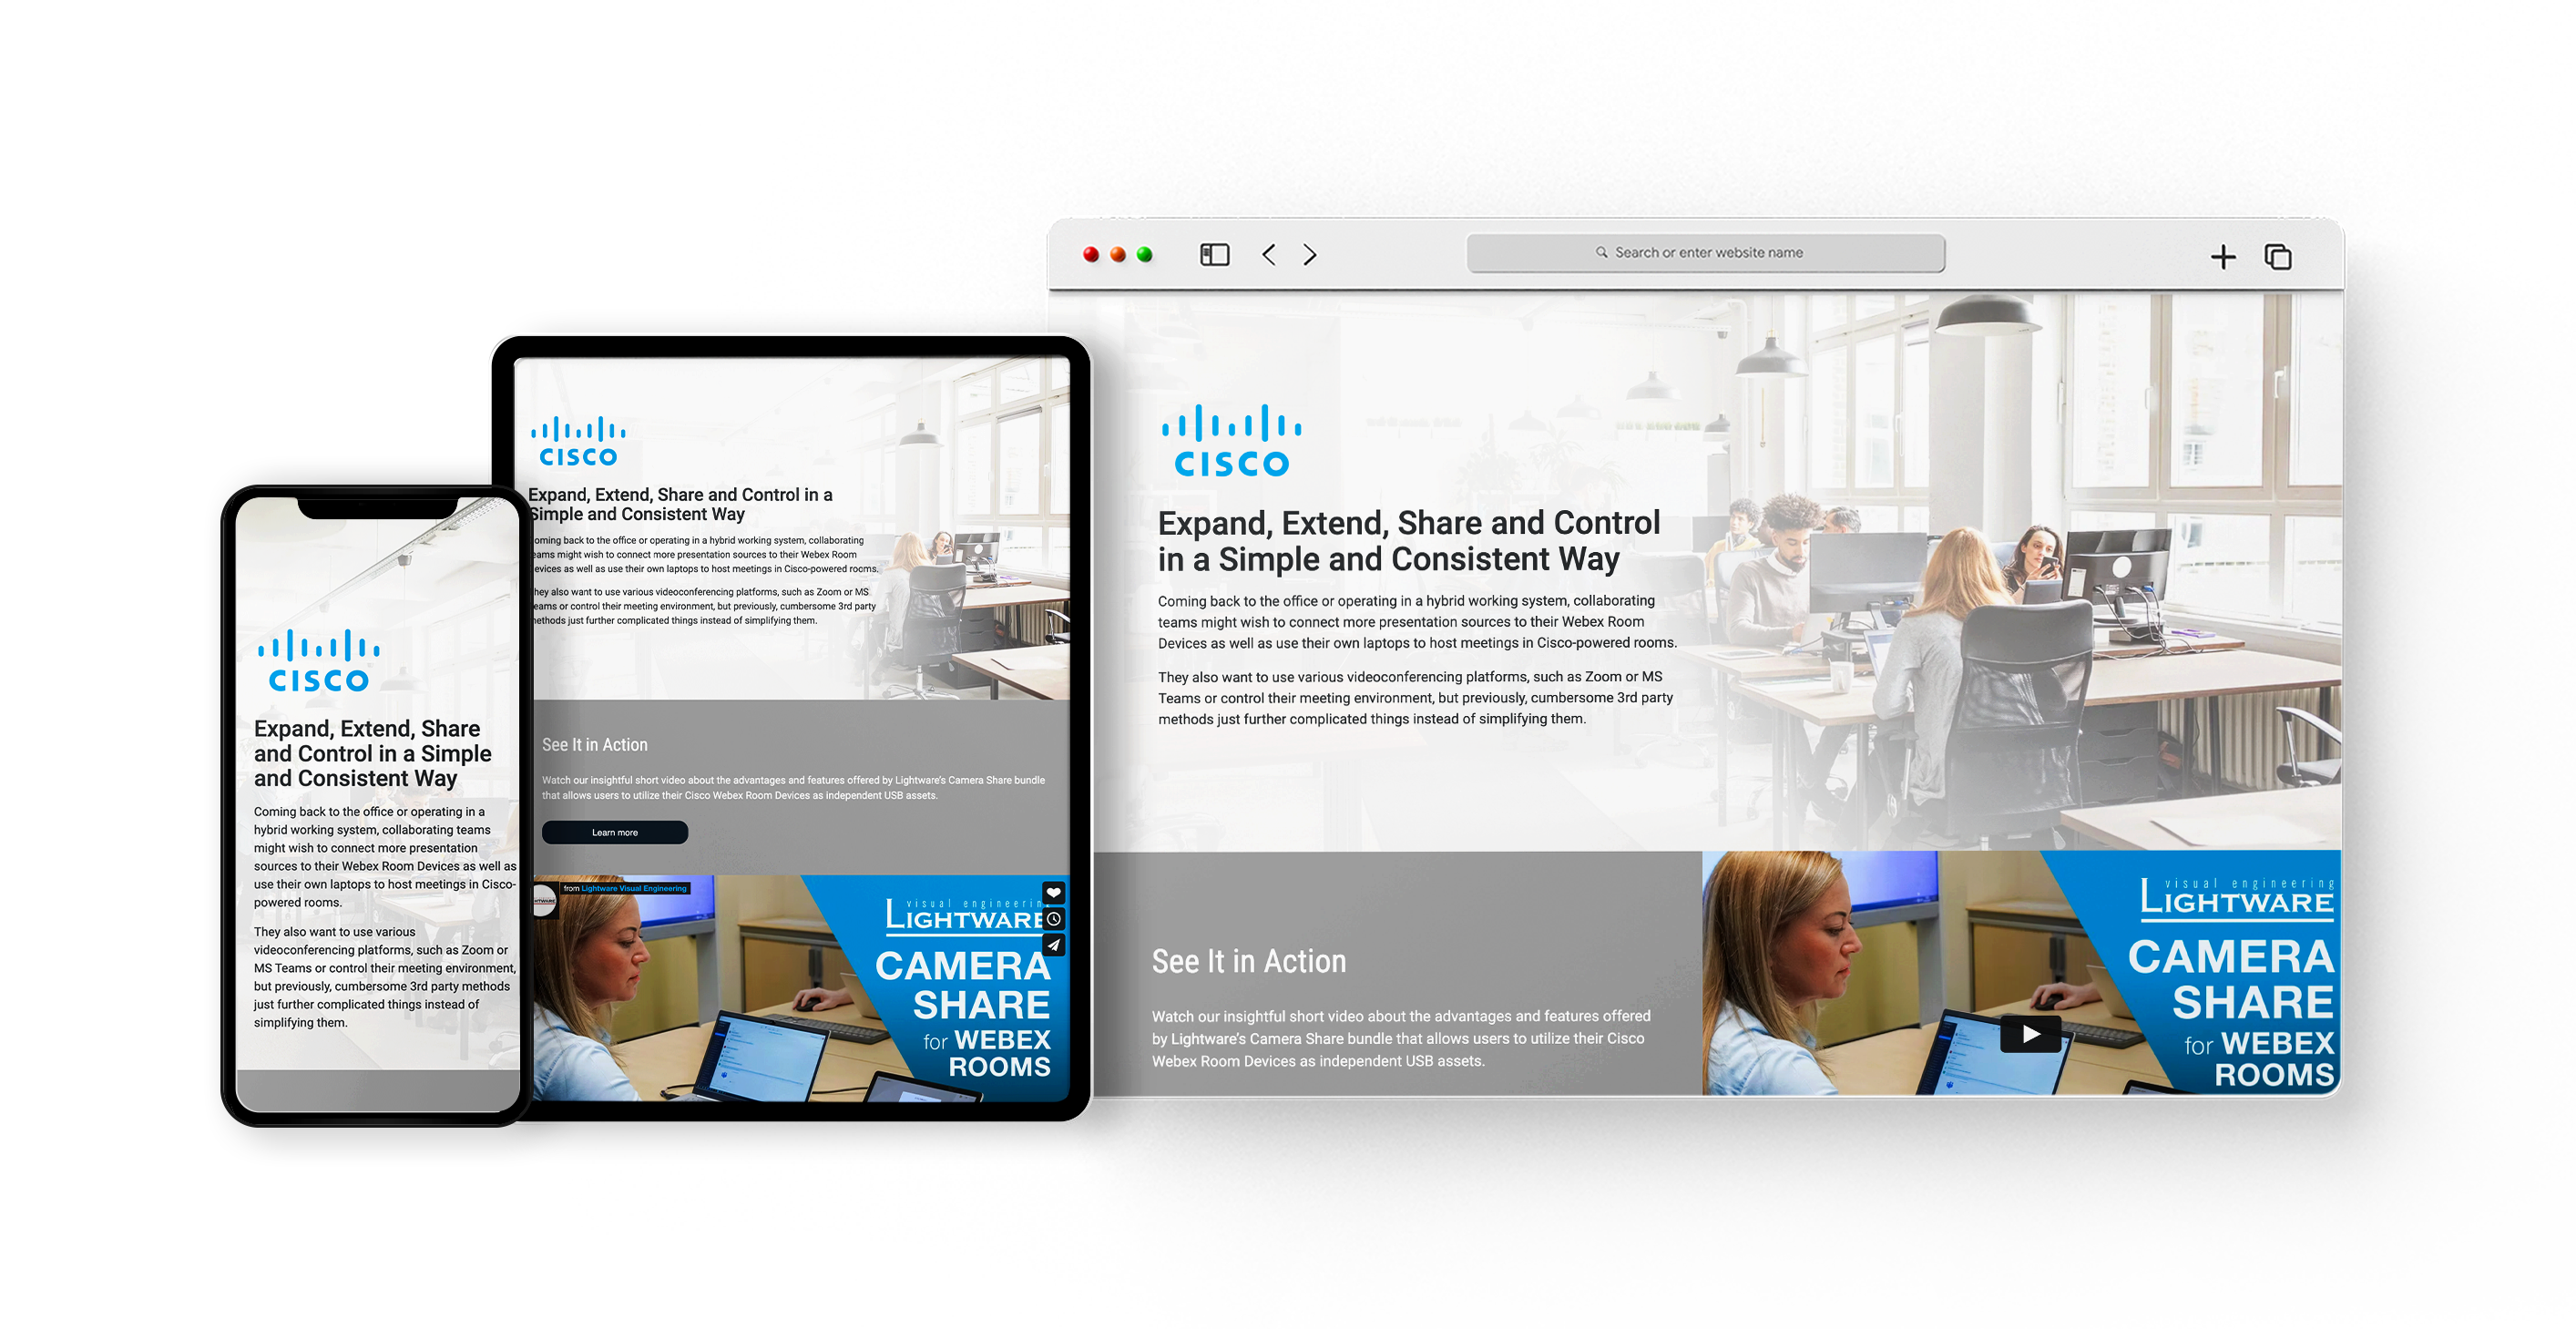 CISCO
Expand, Extend, Share
and Control in a Simple
and Consistent Way
Coming back to the office or operating in a
hybrid working system, collaborating teams
might wish to connect more presentation
sources to their Webex Room Devices as well as
use their own laptops to host meetings in Cisco-
powered rooms.
They also want to use various
videoconferencing platforms, such as Zoom or
MS Teams or control their meeting environment,
but previously, cumbersome 3rd party methods
just further complicated things instead of
simplifying them.
CISCO
Expand, Extend, Share and Control in a
Simple and Consistent Way
oming back to the office or operating in a hybrid working system, collaborating
eams might wish to connect more presentation sources to their Webex Room
evices as well as use their own laptops to host meetings in Cisco-powered rooms.
hey also want to use various videoconferencing platforms, such as Zoom or MS
eams or control their meeting environment, but previously, cumbersome 3rd party
methods just further complicated things instead of simplifying them.
See It in Action
Watch our insightful short video about the advantages and features offered by Lightware's Camera Share bundle
that allows users to utilize their Cisco Webex Room Devices as independent USB assets.
Learn more
from Lightware Visual Engineering
visual engineering
LIGHTWARE
CAMERA
SHARE
for WEBEX
ROOMS
Search or enter website name
CISCO
Expand, Extend, Share and Control
in a Simple and Consistent Way
Coming back to the office or operating in a hybrid working system, collaborating
teams might wish to connect more presentation sources to their Webex Room
Devices as well as use their own laptops to host meetings in Cisco-powered rooms.
They also want to use various videoconferencing platforms, such as Zoom or MS
Teams or control their meeting environment, but previously, cumbersome 3rd party
methods just further complicated things instead of simplifying them.
See It in Action
Watch our insightful short video about the advantages and features offered
by Lightware's Camera Share bundle that allows users to utilize their Cisco
Webex Room Devices as independent USB assets.
visual engineering
LIGHTWARE
CAMERA
SHARE
for WEBEX
ROOMS